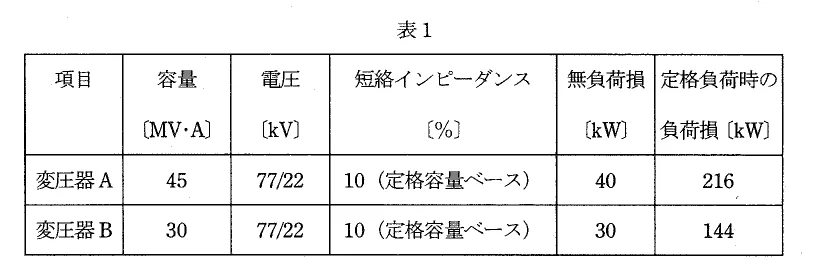 表1
項目 容量 電圧 短絡インピーダンス 無負荷損 定格負荷時の
〔MV·A〕 〔kV〕 〔%〕 〔kW〕 負荷損〔kW〕
変圧器A 45 77/22 10（定格容量ベース） 40 216
変圧器B 30 77/22 10（定格容量ベース） 30 144